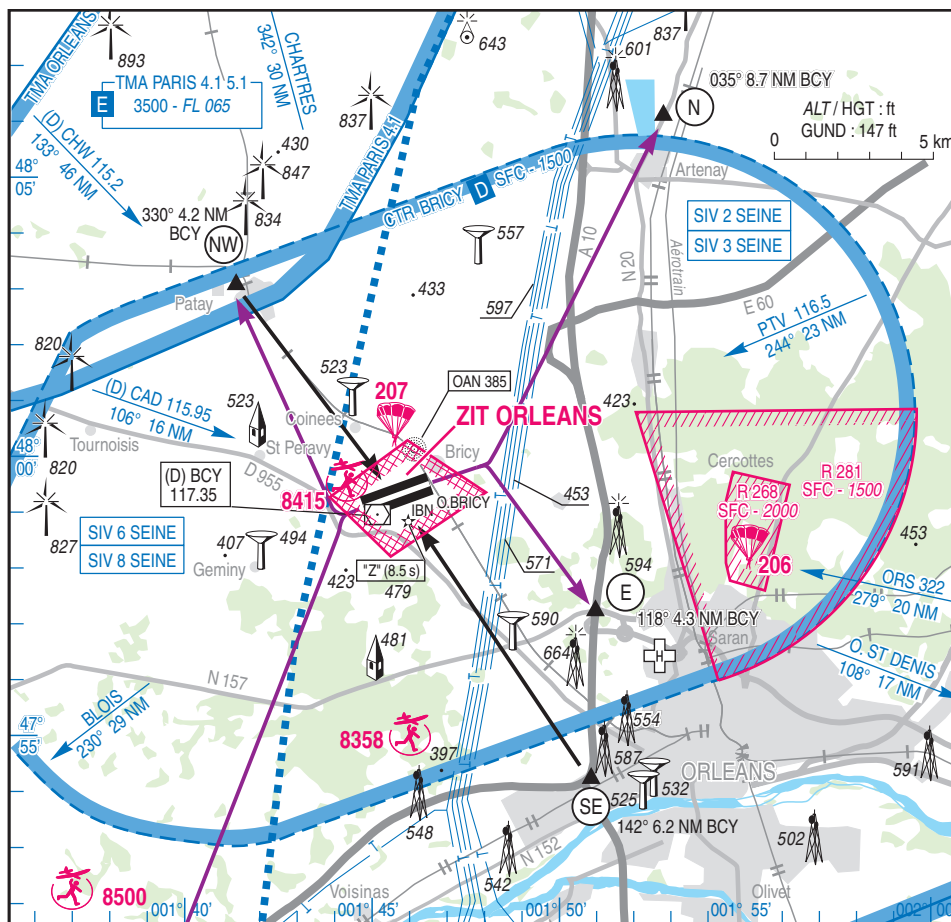 893
643
837
601
035° 8.7 NM BCY
N
TMA ORLEANS
CHARTRES
342° 30 NM
TMA PARIS 4.1 5.1
E
3500 - FL 065
837
ALT / HGT : ft
GUND : 147 ft
0 5 km
(D) CHW 115.2
133° 46 NM
430
847
TMA PARIS 4.1
48°
05'
834
330° 4.2 NM
BCY
NW
CTR BRICY D SFC - 1500
Artenay
557
A 10
N 20
Aérotrain
SIV 2 SEINE
SIV 3 SEINE
433
597
E 60
PTV 116.5
244° 23 NM
Patay
820
523
207
OAN 385
423
(D) CAD 115.95
106° 16 NM
523
Coinces
ZIT ORLEANS
Tournoisis
St Peravy
Bricy
48°
00'
820
D 955
Cercottes
R 281
SFC - 1500
R 268
SFC - 2000
(D) BCY
117.35
8415
IBN
O.BRICY
453
827
SIV 6 SEINE
SIV 8 SEINE
407
494
Geminy
423
"Z" (8.5 s)
479
571
594
206
453
E
ORS 322
279° 20 NM
118° 4.3 NM BCY
590
Saran
481
664
O. ST DENIS
108° 17 NM
N 157
BLOIS
230° 29 NM
47°
55'
8358
397
554
587
ORLEANS
591
548
SE
525
532
142° 6.2 NM BCY
502
542
N 152
8500
Voisinas
Olivet
001° 40
001° 45
001° 50
001° 55
002° 00